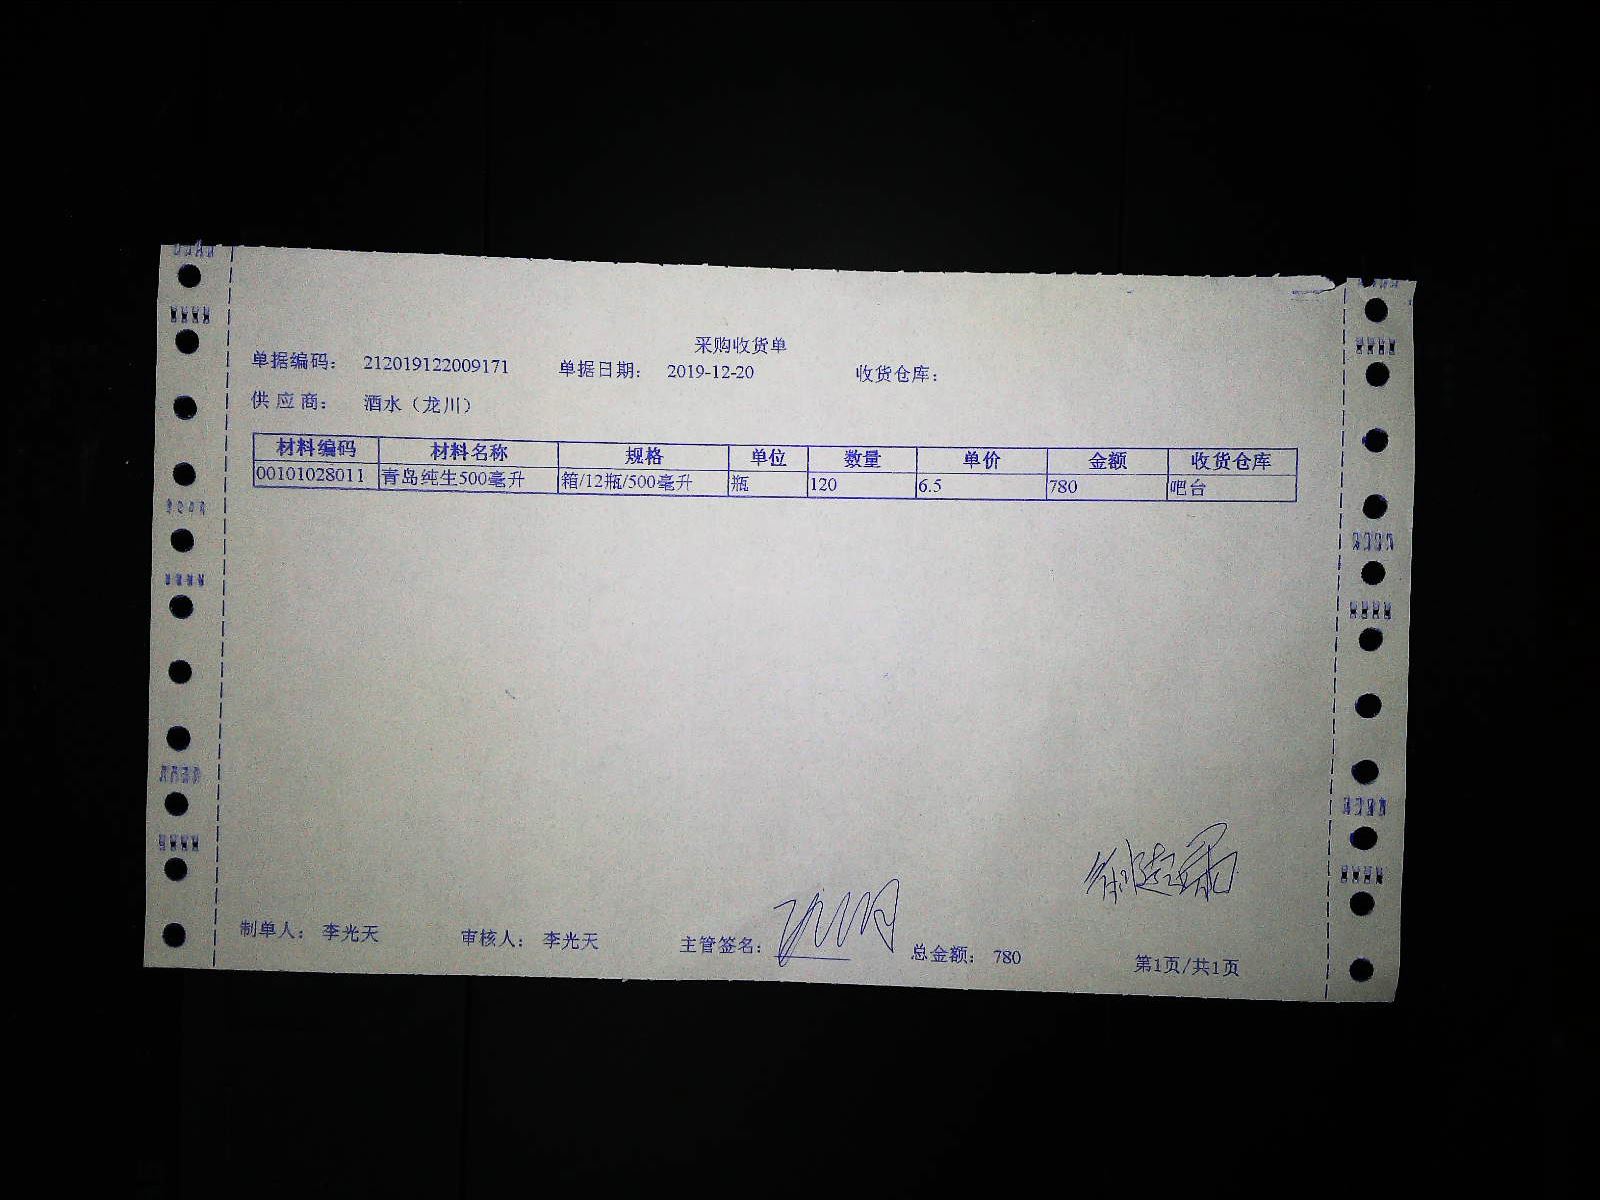 采购收货单
单据编码： 212019122009171 单据日期： 2019-12-20 收货仓库：
供应商： 酒水（龙川）
材料编码 材料名称 规格 单位 数量 单价 金额 收货仓库
00101028011 青岛纯生500毫升 箱/12瓶/500毫升 瓶 120 6.5 780 吧台
制单人： 李光天 审核人： 李光天 主管签名： 总金额： 780 第1页/共1页